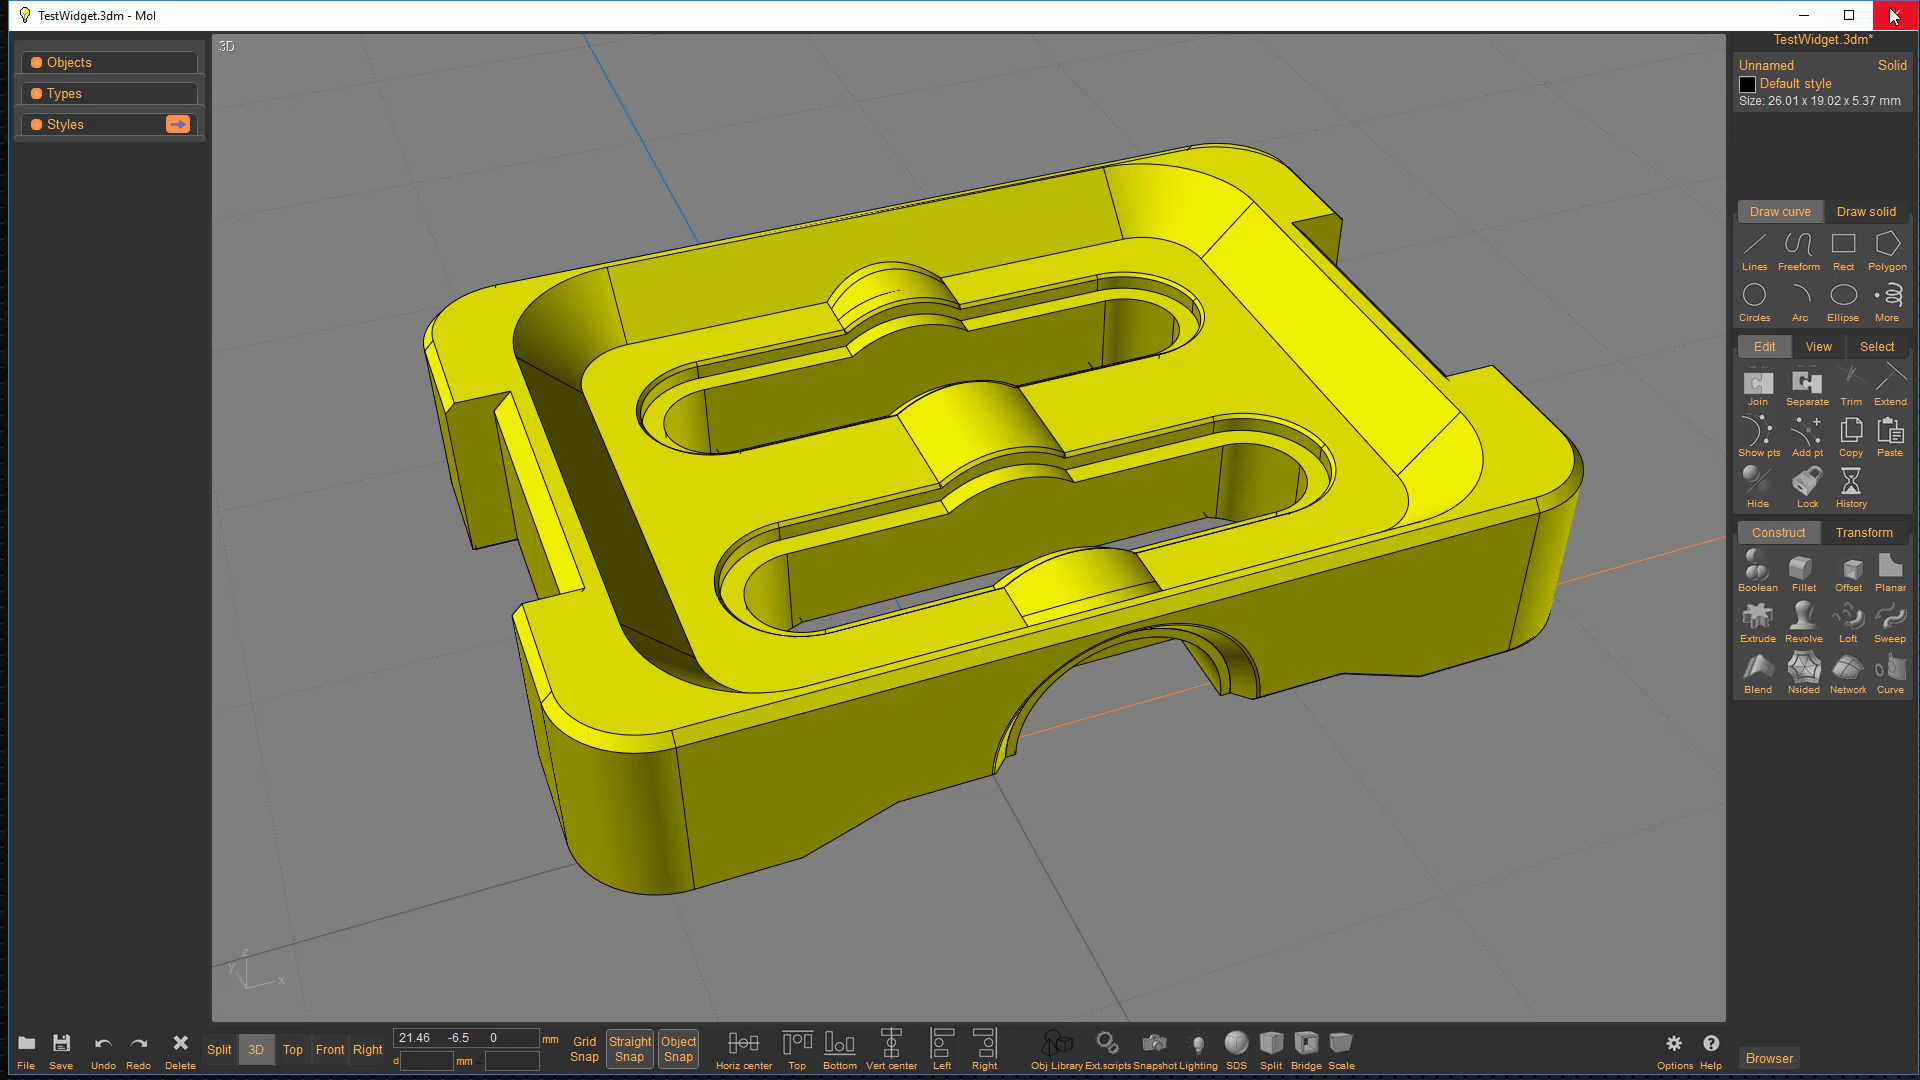 TestWidget.3dm - MoI
TestWidget.3dm*
Objects
Types
Styles
3D
Unnamed Solid
Default style
Size: 26.01 x 19.02 x 5.37 mm
Draw curve Draw solid
Lines Freeform Rect Polygon
Circles Arc Ellipse More
Edit View Select
Join Separate Trim Extend
Show pts Add pt Copy Paste
Hide Lock History
Construct Transform
Boolean Fillet Offset Planar
Extrude Revolve Loft Sweep
Blend Nsided Network Curve
z
y
x
File Save Undo Redo Delete
Split 3D Top Front Right
21.46 -6.5 0 mm
d mm
Grid Snap
Straight Snap
Object Snap
Horiz center Top Bottom Vert center Left Right
Obj Library Ext.scripts Snapshot Lighting SDS Split Bridge Scale
Options Help
Browser